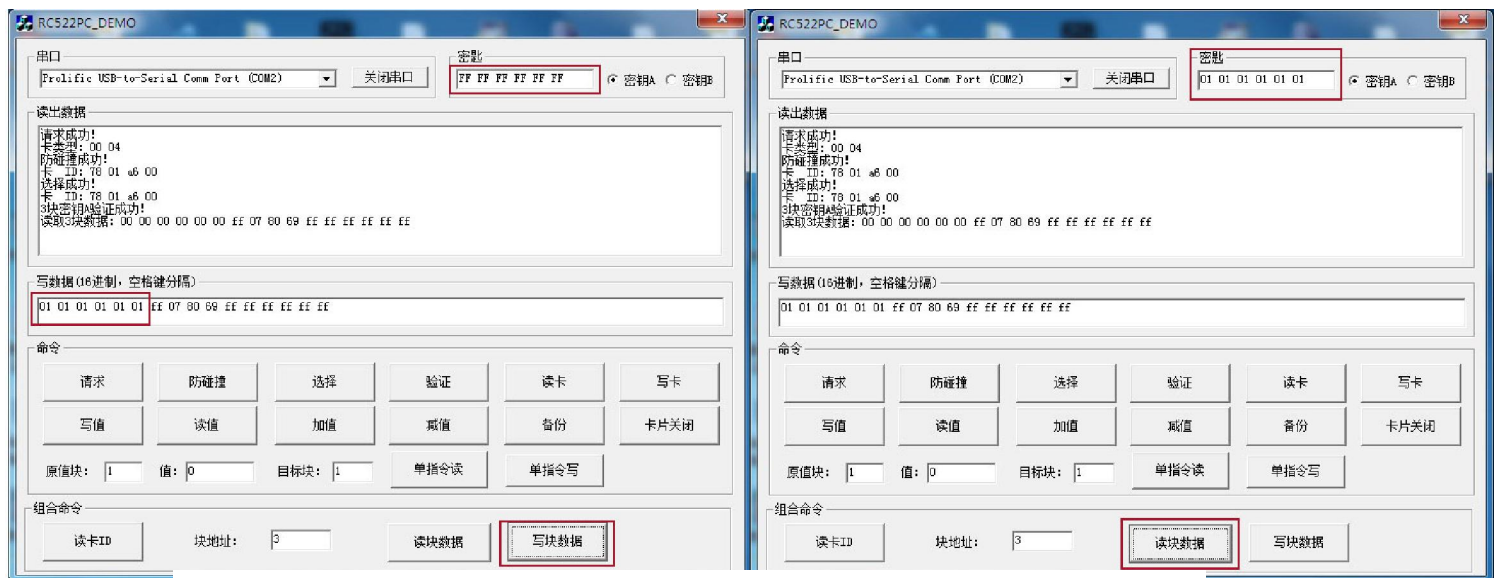 RC522PC_DEMO
串口
Prolific USB-to-Serial Comm Port (COM2)
关闭串口
密匙
FF FF FF FF FF FF
密钥A
密钥B
读出数据
请求成功!
卡类型: 00 04
防碰撞成功!
卡 ID: 78 01 a6 00
选择成功!
卡 ID: 78 01 a6 00
3块密钥A验证成功!
读取3块数据: 00 00 00 00 00 00 ff 07 80 69 ff ff ff ff ff ff
写数据(16进制，空格键分隔)
01 01 01 01 01 01 ff 07 80 69 ff ff ff ff ff ff
命令
请求 防碰撞 选择 验证 读卡 写卡
写值 读值 加值 减值 备份 卡片关闭
原值块: 1 值: 0 目标块: 1 单指令读 单指令写
组合命令
读卡ID 块地址: 3 读块数据 写块数据
RC522PC_DEMO
串口
Prolific USB-to-Serial Comm Port (COM2)
关闭串口
密匙
01 01 01 01 01 01
密钥A
密钥B
读出数据
请求成功!
卡类型: 00 04
防碰撞成功!
卡 ID: 78 01 a6 00
选择成功!
卡 ID: 78 01 a6 00
3块密钥A验证成功!
读取3块数据: 00 00 00 00 00 00 ff 07 80 69 ff ff ff ff ff ff
写数据(16进制，空格键分隔)
01 01 01 01 01 01 ff 07 80 69 ff ff ff ff ff ff
命令
请求 防碰撞 选择 验证 读卡 写卡
写值 读值 加值 减值 备份 卡片关闭
原值块: 1 值: 0 目标块: 1 单指令读 单指令写
组合命令
读卡ID 块地址: 3 读块数据 写块数据